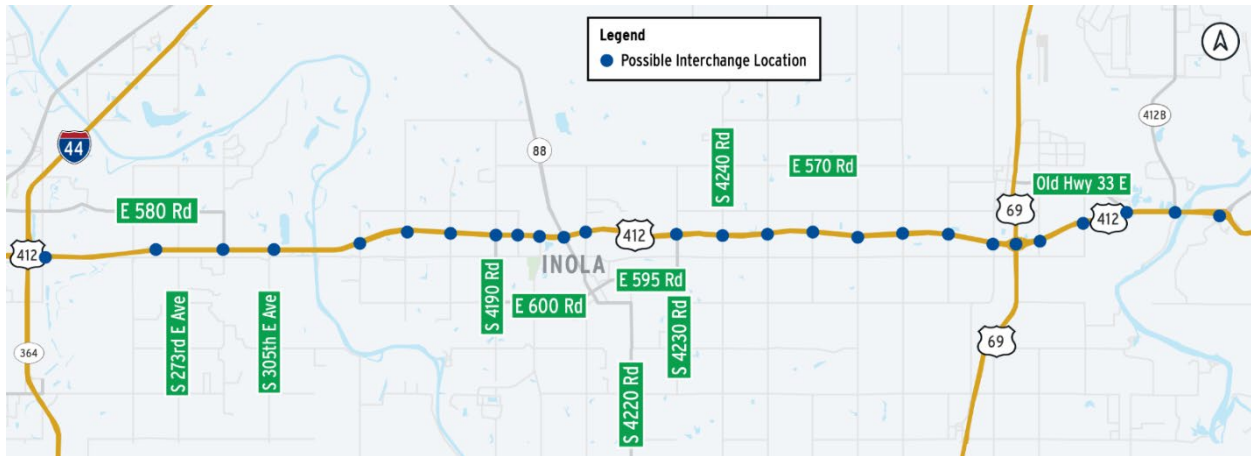 Legend
Possible Interchange Location
44
412B
88
S 4240 Rd
E 570 Rd
Old Hwy 33 E
E 580 Rd
69
412
412
412
INOLA
S 4190 Rd
E 595 Rd
E 600 Rd
S 4230 Rd
S 273rd E Ave
S 305th E Ave
69
364
S 4220 Rd